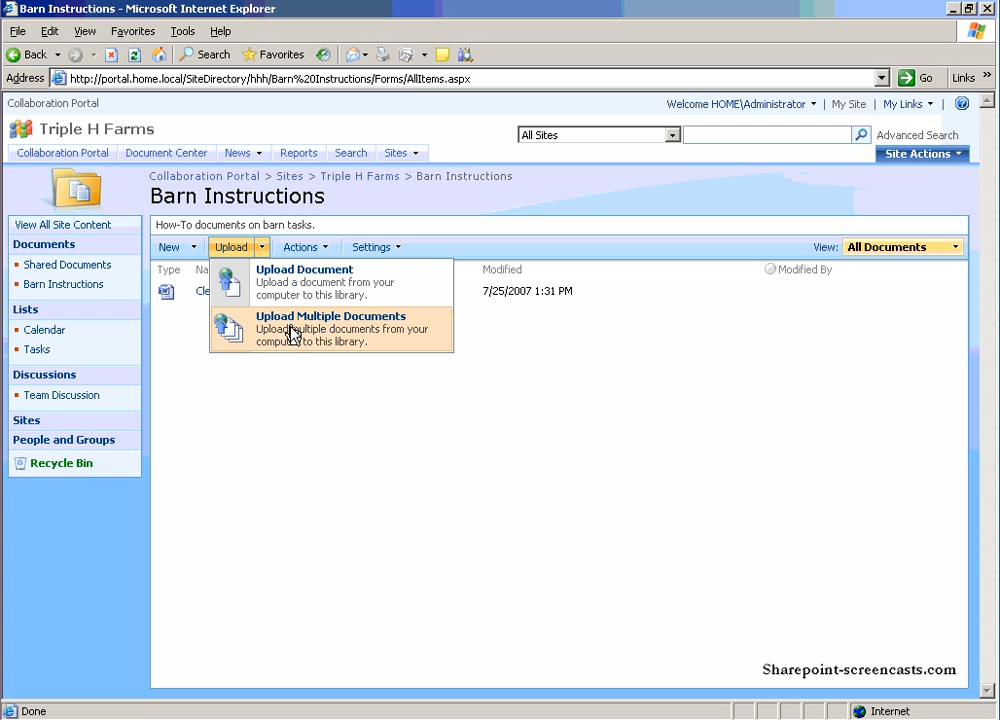 Barn Instructions - Microsoft Internet Explorer
File Edit View Favorites Tools Help
Back Search Favorites
Address http://portal.home.local/SiteDirectory/hhh/Barn%20Instructions/Forms/AllItems.aspx Go Links »
Collaboration Portal Welcome HOME\Administrator My Site My Links
Triple H Farms All Sites Advanced Search
Collaboration Portal Document Center News Reports Search Sites Site Actions
Collaboration Portal > Sites > Triple H Farms > Barn Instructions
Barn Instructions
View All Site Content
Documents
Shared Documents
Barn Instructions
Lists
Calendar
Tasks
Discussions
Team Discussion
Sites
People and Groups
Recycle Bin
How-To documents on barn tasks.
New Upload Actions Settings View: All Documents
Type Na Modified Modified By
Cle 7/25/2007 1:31 PM
Upload Document
Upload a document from your
computer to this library.
Upload Multiple Documents
Upload multiple documents from your
computer to this library.
Sharepoint-screencasts.com
Done Internet